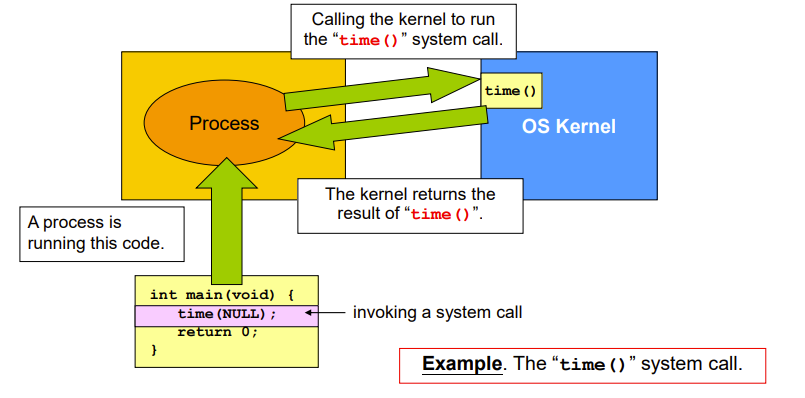 Calling the kernel to run
the “time()” system call.
time()
Process
OS Kernel
The kernel returns the
result of “time()”.
A process is
running this code.
int main(void) {
time(NULL);
return 0;
}
invoking a system call
Example. The “time()” system call.